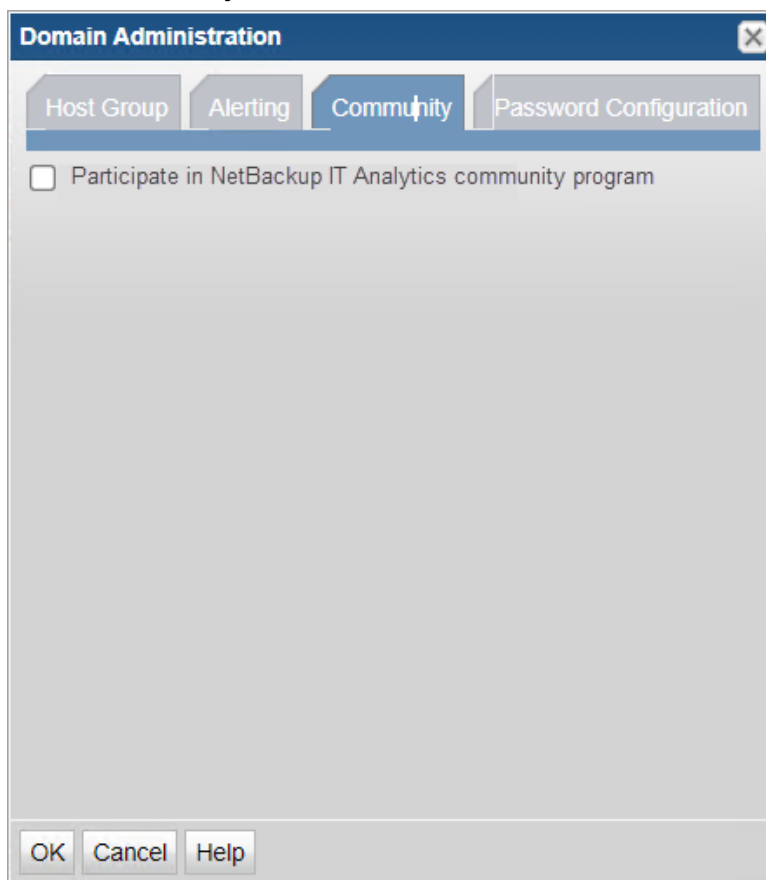 Domain Administration
Host Group Alerting Community Password Configuration
Participate in NetBackup IT Analytics community program
OK Cancel Help